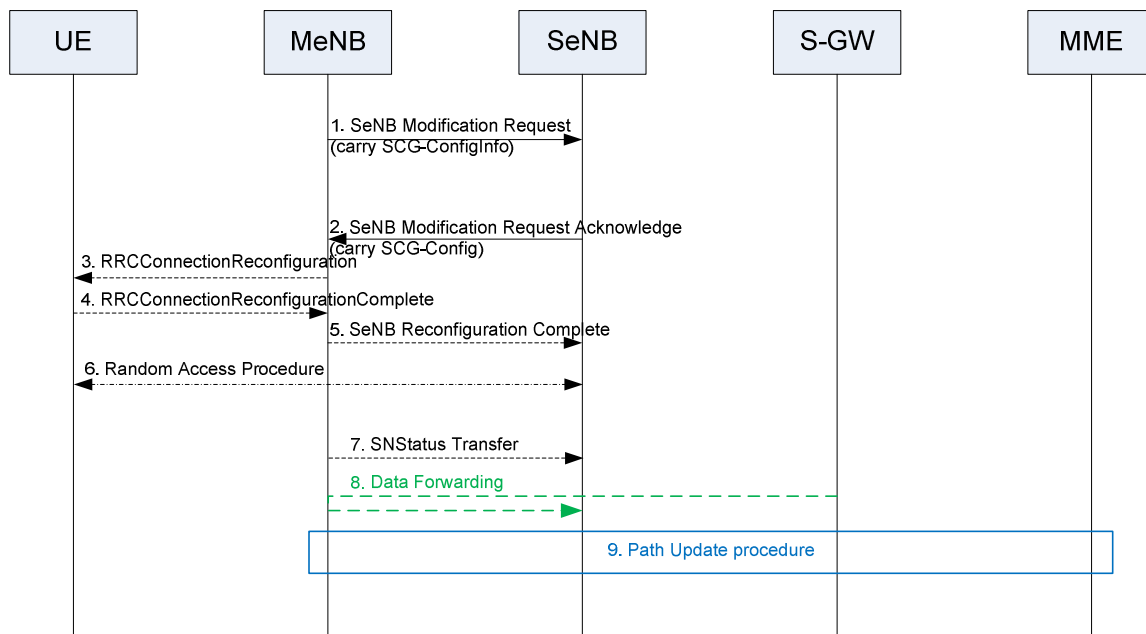 UE
MeNB
SeNB
S-GW
MME
1. SeNB Modification Request
(carry SCG-ConfigInfo)
2. SeNB Modification Request Acknowledge
(carry SCG-Config)
3. RRCConnectionReconfiguration
4. RRCConnectionReconfigurationComplete
5. SeNB Reconfiguration Complete
6. Random Access Procedure
7. SNStatus Transfer
8. Data Forwarding
9. Path Update procedure